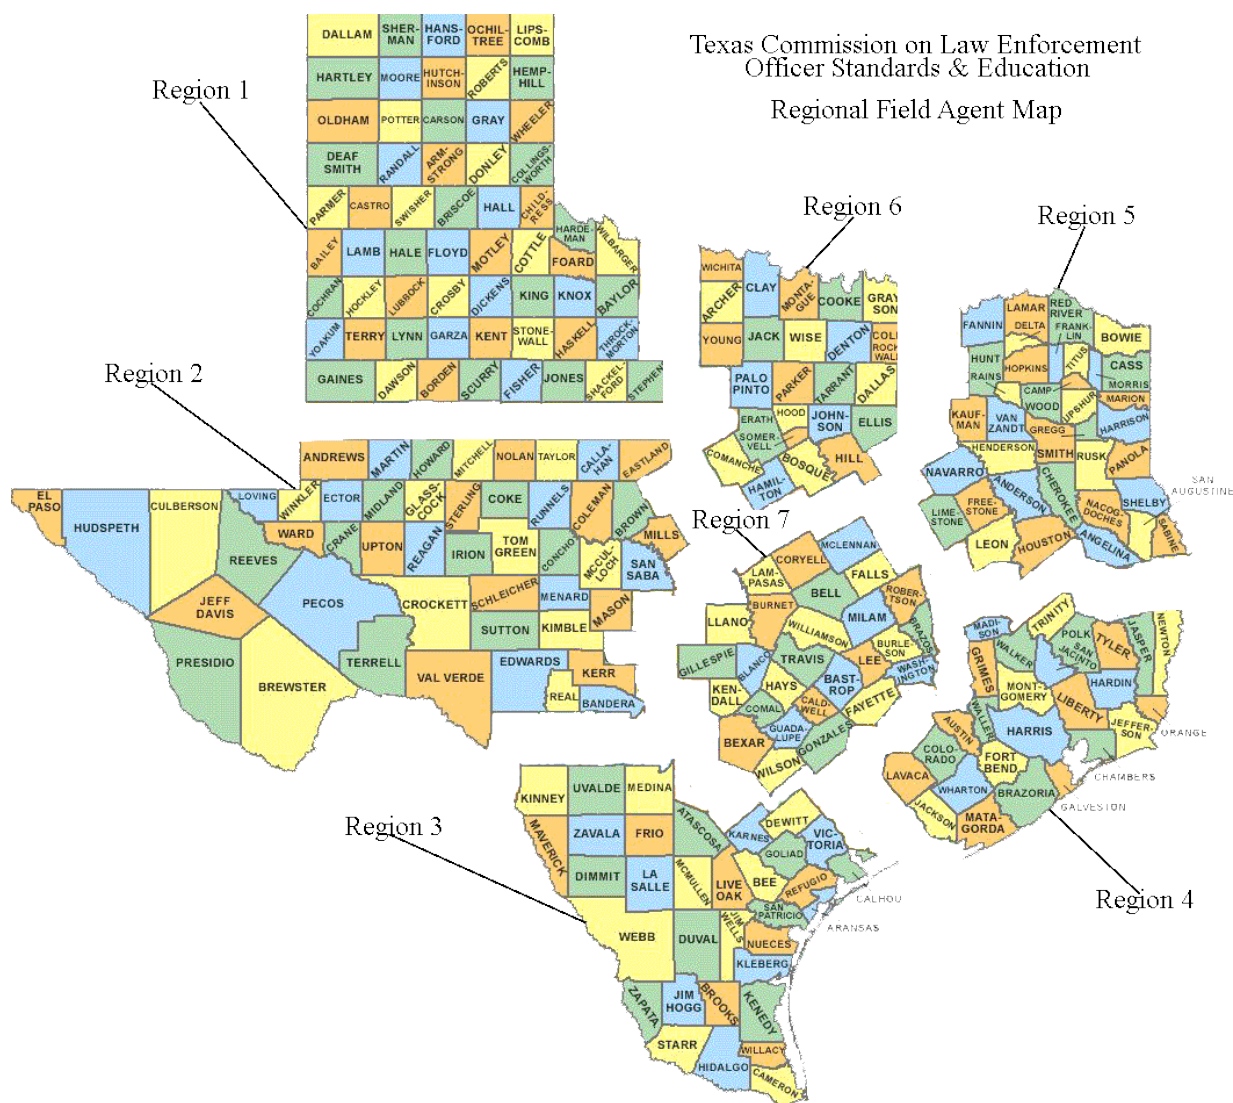 Texas Commission on Law Enforcement
Officer Standards & Education
Regional Field Agent Map
Region 1
DALLAM
SHER-
MAN
HANS-
FORD
OCHIL-
TREE
LIPS-
COMB
HARTLEY
MOORE
HUTCH-
INSON
ROBERTS
HEMP-
HILL
OLDHAM
POTTER
CARSON
GRAY
WHEELER
DEAF
SMITH
RANDALL
ARM-
STRONG
DONLEY
COLLINGS-
WORTH
PARMER
CASTRO
SWISHER
BRISCOE
HALL
CHILD-
RESS
HARDE-
MAN
WILBARGER
BAILEY
LAMB
HALE
FLOYD
MOTLEY
COTTLE
FOARD
COCHRAN
HOCKLEY
LUBBOCK
CROSBY
DICKENS
KING
KNOX
BAYLOR
YOAKUM
TERRY
LYNN
GARZA
KENT
STONE-
WALL
HASKELL
THROCK-
MORTON
GAINES
DAWSON
BORDEN
SCURRY
FISHER
JONES
SHACKEL-
FORD
STEPHEN
Region 2
ANDREWS
MARTIN
HOWARD
MITCHELL
NOLAN
TAYLOR
CALLA-
HAN
EASTLAND
EL
PASO
HUDSPETH
CULBERSON
LOVING
WINKLER
ECTOR
MIDLAND
GLASS-
COCK
STERLING
COKE
RUNNELS
COLEMAN
BROWN
REEVES
WARD
CRANE
UPTON
REAGAN
IRION
TOM
GREEN
CONCHO
MCCUL-
LOCH
SAN
SABA
MILLS
JEFF
DAVIS
PECOS
CROCKETT
SCHLEICHER
MENARD
MASON
PRESIDIO
BREWSTER
TERRELL
SUTTON
KIMBLE
VAL VERDE
EDWARDS
REAL
KERR
BANDERA
Region 6
WICHITA
ARCHER
CLAY
MONTA-
GUE
COOKE
GRAY
SON
YOUNG
JACK
WISE
DENTON
COLL
ROCK
WALL
PALO
PINTO
PARKER
TARRANT
DALLAS
ERATH
HOOD
SOMER-
VELL
JOHN-
SON
ELLIS
COMANCHE
HAMIL-
TON
BOSQUE
HILL
Region 5
FANNIN
LAMAR
RED
RIVER
DELTA
FRANK-
LIN
BOWIE
HUNT
HOPKINS
TITUS
CASS
MORRIS
RAINS
CAMP
WOOD
UPSHUR
MARION
KAUF-
MAN
VAN
ZANDT
GREGG
HARRISON
SMITH
HENDERSON
RUSK
PANOLA
NAVARRO
ANDERSON
CHEROKEE
NACOG-
DOCHES
SHELBY
SAN
AUGUSTINE
LIME-
STONE
FREE-
STONE
LEON
HOUSTON
ANGELINA
SABINE
Region 7
LAM-
PASAS
CORYELL
MCLENNAN
FALLS
BELL
ROBER-
TSON
LLANO
BURNET
WILLIAMSON
MILAM
BRAZOS
BURLE-
SON
GILLESPIE
BLANCO
TRAVIS
LEE
WASH-
INGTON
KEN-
DALL
HAYS
BAST-
ROP
FAYETTE
COMAL
CALD-
WELL
BEXAR
GUADA-
LUPE
GONZALES
WILSON
MADI-
SON
TRINITY
POLK
TYLER
JASPER
NEWTON
GRIMES
WALKER
SAN
JACINTO
HARDIN
MONT-
GOMERY
LIBERTY
JEFFER-
SON
ORANGE
AUSTIN
WALLER
HARRIS
CHAMBERS
COLO-
RADO
FORT
BEND
LAVACA
WHARTON
BRAZORIA
GALVESTON
JACKSON
MATA-
GORDA
Region 4
Region 3
KINNEY
UVALDE
MEDINA
MAVERICK
ZAVALA
FRIO
ATASCOSA
KARNES
DEWITT
VIC-
TORIA
GOLIAD
DIMMIT
LA
SALLE
MCMULLEN
LIVE
OAK
BEE
REFUGIO
CALHOU
SAN
PATRICIO
ARANSAS
WEBB
DUVAL
JIM
WELLS
NUECES
KLEBERG
ZAPATA
JIM
HOGG
BROOKS
KENEDY
STARR
HIDALGO
WILLACY
CAMERON